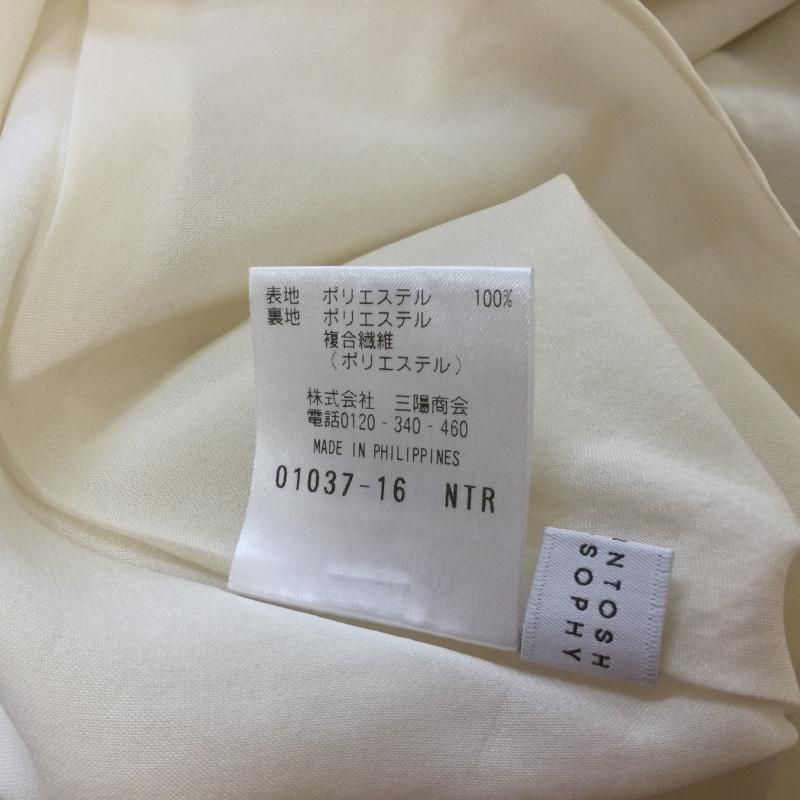 表地 ポリエステル 100%
裏地 ポリエステル
複合繊維
(ポリエステル)
株式会社 三陽商会
電話0120-340-460
MADE IN PHILIPPINES
01037-16 NTR
INTOSH
SOPHY